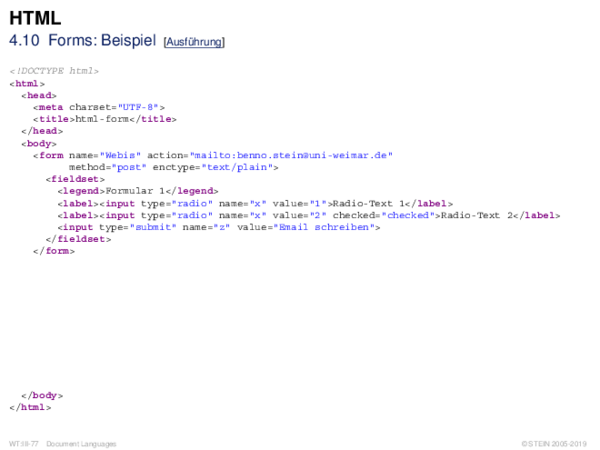 HTML
4.10 Forms: Beispiel [Ausführung]
<!DOCTYPE html>
<html>
<head>
<meta charset="UTF-8">
<title>html-form</title>
</head>
<body>
<form name="Webis" action="mailto:benno.stein@uni-weimar.de"
method="post" enctype="text/plain">
<fieldset>
<legend>Formular 1</legend>
<label><input type="radio" name="x" value="1">Radio-Text 1</label>
<label><input type="radio" name="x" value="2" checked="checked">Radio-Text 2</label>
<input type="submit" name="z" value="Email schreiben">
</fieldset>
</form>
</body>
</html>
WT:III-77 Document Languages © STEIN 2005-2019